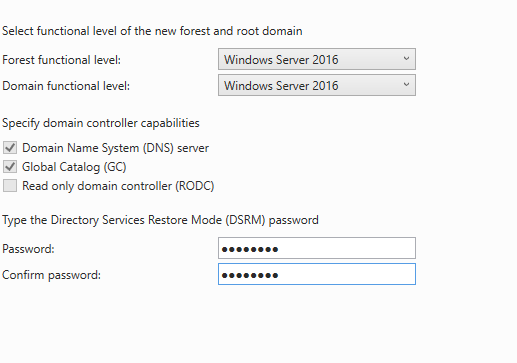 Select functional level of the new forest and root domain
Forest functional level: Windows Server 2016
Domain functional level: Windows Server 2016
Specify domain controller capabilities
Domain Name System (DNS) server
Global Catalog (GC)
Read only domain controller (RODC)
Type the Directory Services Restore Mode (DSRM) password
Password: ●●●●●●●●
Confirm password: ●●●●●●●●